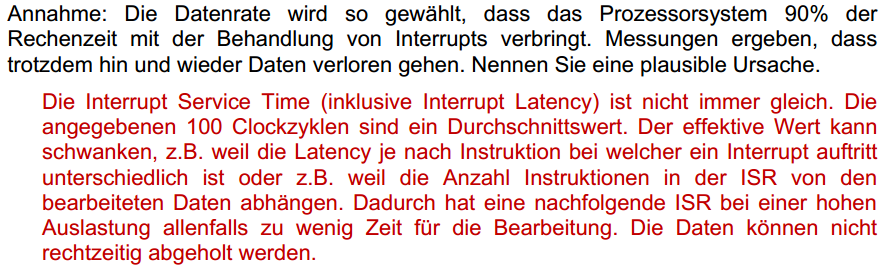 Annahme: Die Datenrate wird so gewählt, dass das Prozessorsystem 90% der
Rechenzeit mit der Behandlung von Interrupts verbringt. Messungen ergeben, dass
trotzdem hin und wieder Daten verloren gehen. Nennen Sie eine plausible Ursache.
Die Interrupt Service Time (inklusive Interrupt Latency) ist nicht immer gleich. Die
angegebenen 100 Clockzyklen sind ein Durchschnittswert. Der effektive Wert kann
schwanken, z.B. weil die Latency je nach Instruktion bei welcher ein Interrupt auftritt
unterschiedlich ist oder z.B. weil die Anzahl Instruktionen in der ISR von den
bearbeiteten Daten abhängen. Dadurch hat eine nachfolgende ISR bei einer hohen
Auslastung allenfalls zu wenig Zeit für die Bearbeitung. Die Daten können nicht
rechtzeitig abgeholt werden.